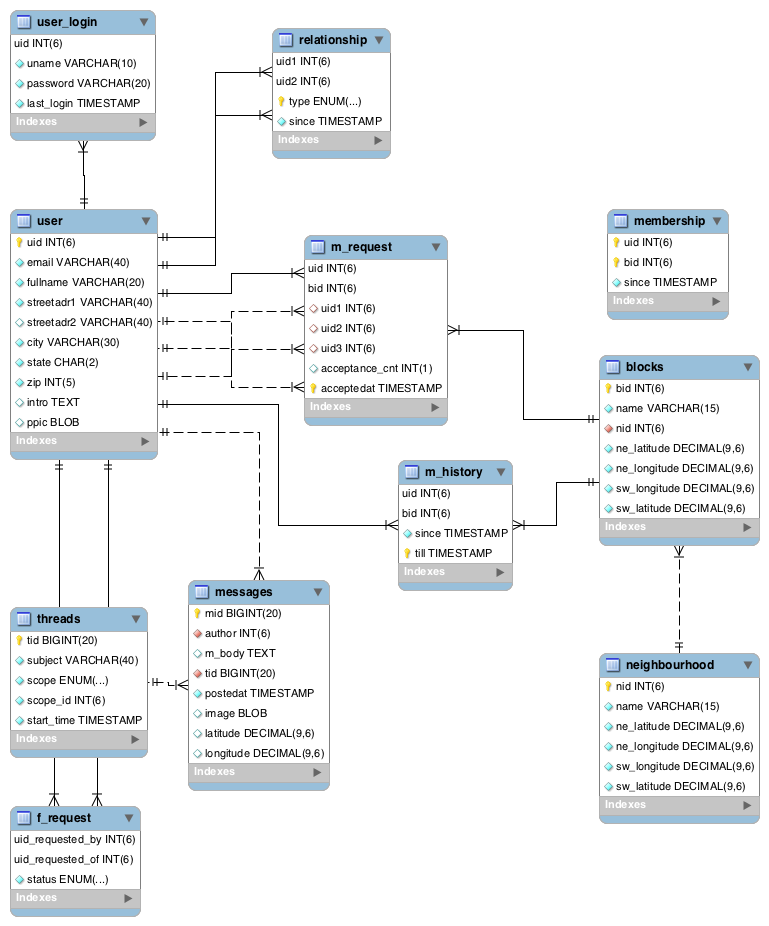 user_login
uid INT(6)
uname VARCHAR(10)
password VARCHAR(20)
last_login TIMESTAMP
Indexes
relationship
uid1 INT(6)
uid2 INT(6)
type ENUM(...)
since TIMESTAMP
Indexes
user
uid INT(6)
email VARCHAR(40)
fullname VARCHAR(20)
streetadr1 VARCHAR(40)
streetadr2 VARCHAR(40)
city VARCHAR(30)
state CHAR(2)
zip INT(5)
intro TEXT
ppic BLOB
Indexes
m_request
uid INT(6)
bid INT(6)
uid1 INT(6)
uid2 INT(6)
uid3 INT(6)
acceptance_cnt INT(1)
acceptedat TIMESTAMP
Indexes
membership
uid INT(6)
bid INT(6)
since TIMESTAMP
Indexes
blocks
bid INT(6)
name VARCHAR(15)
nid INT(6)
ne_latitude DECIMAL(9,6)
ne_longitude DECIMAL(9,6)
sw_longitude DECIMAL(9,6)
sw_latitude DECIMAL(9,6)
Indexes
m_history
uid INT(6)
bid INT(6)
since TIMESTAMP
till TIMESTAMP
Indexes
threads
tid BIGINT(20)
subject VARCHAR(40)
scope ENUM(...)
scope_id INT(6)
start_time TIMESTAMP
Indexes
messages
mid BIGINT(20)
author INT(6)
m_body TEXT
tid BIGINT(20)
postedat TIMESTAMP
image BLOB
latitude DECIMAL(9,6)
longitude DECIMAL(9,6)
Indexes
neighbourhood
nid INT(6)
name VARCHAR(15)
ne_latitude DECIMAL(9,6)
ne_longitude DECIMAL(9,6)
sw_longitude DECIMAL(9,6)
sw_latitude DECIMAL(9,6)
Indexes
f_request
uid_requested_by INT(6)
uid_requested_of INT(6)
status ENUM(...)
Indexes